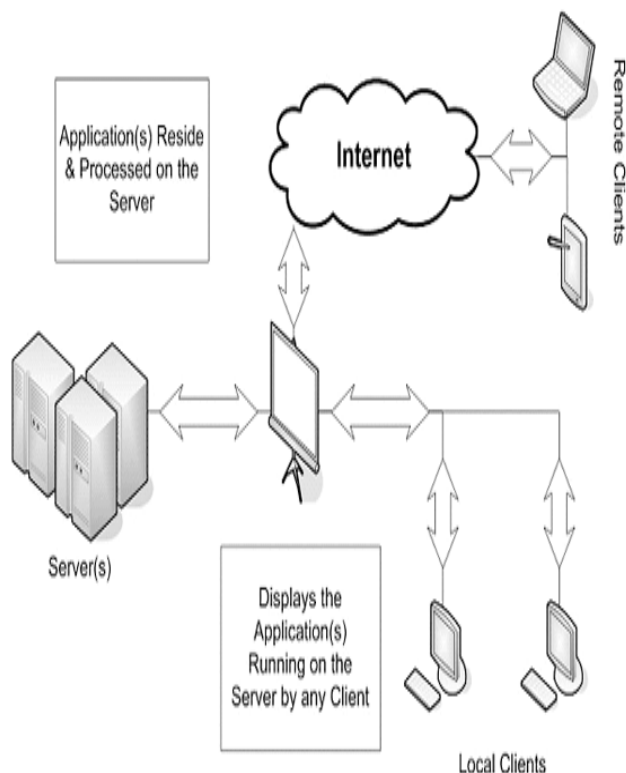 Application(s) Reside
& Processed on the
Server
Internet
Remote Clients
Server(s)
Displays the
Application(s)
Running on the
Server by any Client
Local Clients